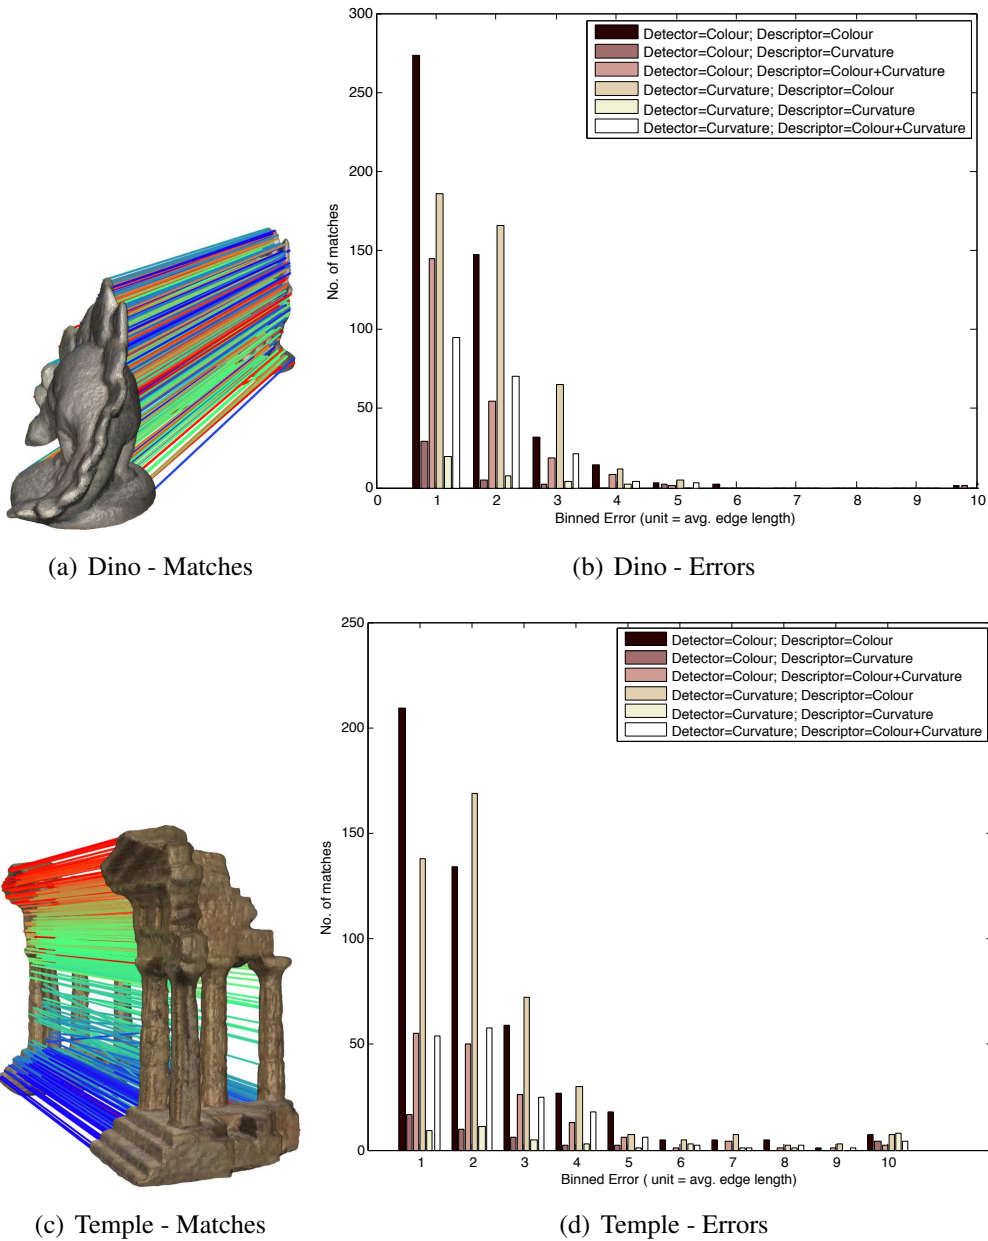 300
250
200
150
100
50
0
No. of matches
Detector=Colour; Descriptor=Colour
Detector=Colour; Descriptor=Curvature
Detector=Colour; Descriptor=Colour+Curvature
Detector=Curvature; Descriptor=Colour
Detector=Curvature; Descriptor=Curvature
Detector=Curvature; Descriptor=Colour+Curvature
0 1 2 3 4 5 6 7 8 9 10
Binned Error (unit = avg. edge length)
(a) Dino - Matches
(b) Dino - Errors
250
200
150
100
50
0
No. of matches
Detector=Colour; Descriptor=Colour
Detector=Colour; Descriptor=Curvature
Detector=Colour; Descriptor=Colour+Curvature
Detector=Curvature; Descriptor=Colour
Detector=Curvature; Descriptor=Curvature
Detector=Curvature; Descriptor=Colour+Curvature
1 2 3 4 5 6 7 8 9 10
Binned Error ( unit = avg. edge length)
(c) Temple - Matches
(d) Temple - Errors